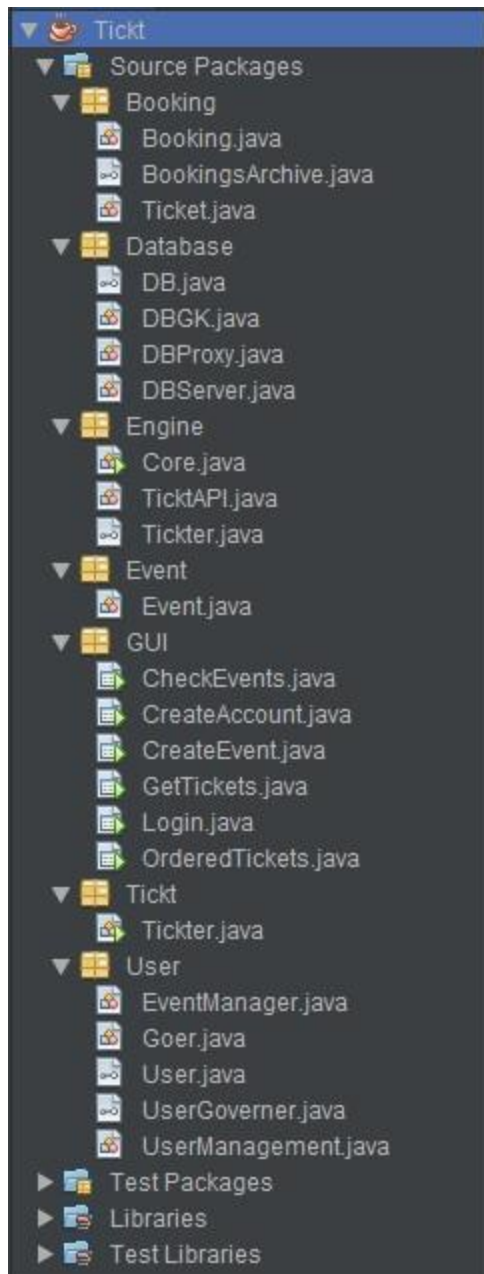 Tickt
Source Packages
Booking
Booking.java
BookingsArchive.java
Ticket.java
Database
DB.java
DBGK.java
DBProxy.java
DBServer.java
Engine
Core.java
TicktAPI.java
Tickter.java
Event
Event.java
GUI
CheckEvents.java
CreateAccount.java
CreateEvent.java
GetTickets.java
Login.java
OrderedTickets.java
Tickt
Tickter.java
User
EventManager.java
Goer.java
User.java
UserGoverner.java
UserManagement.java
Test Packages
Libraries
Test Libraries